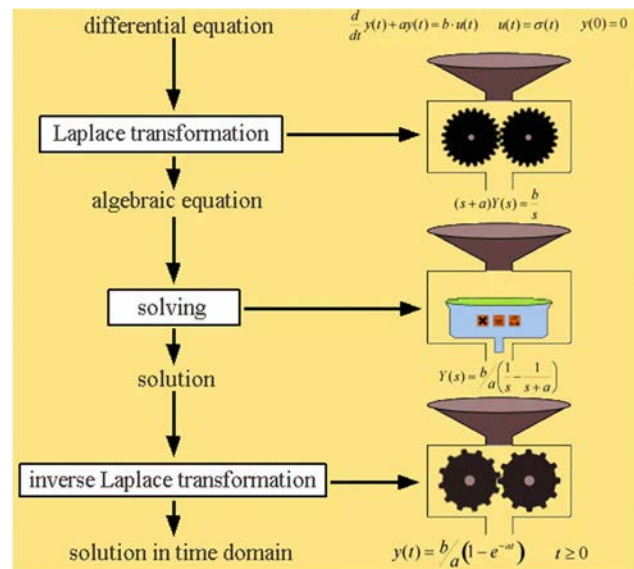 differential equation
d/dt y(t) + ay(t) = b · u(t)    u(t) = σ(t)    y(0) = 0
Laplace transformation
algebraic equation
(s + a)Y(s) = b/s
solving
solution
Y(s) = b/a (1/s − 1/(s + a))
inverse Laplace transformation
solution in time domain
y(t) = b/a (1 − e^{−at})    t ≥ 0